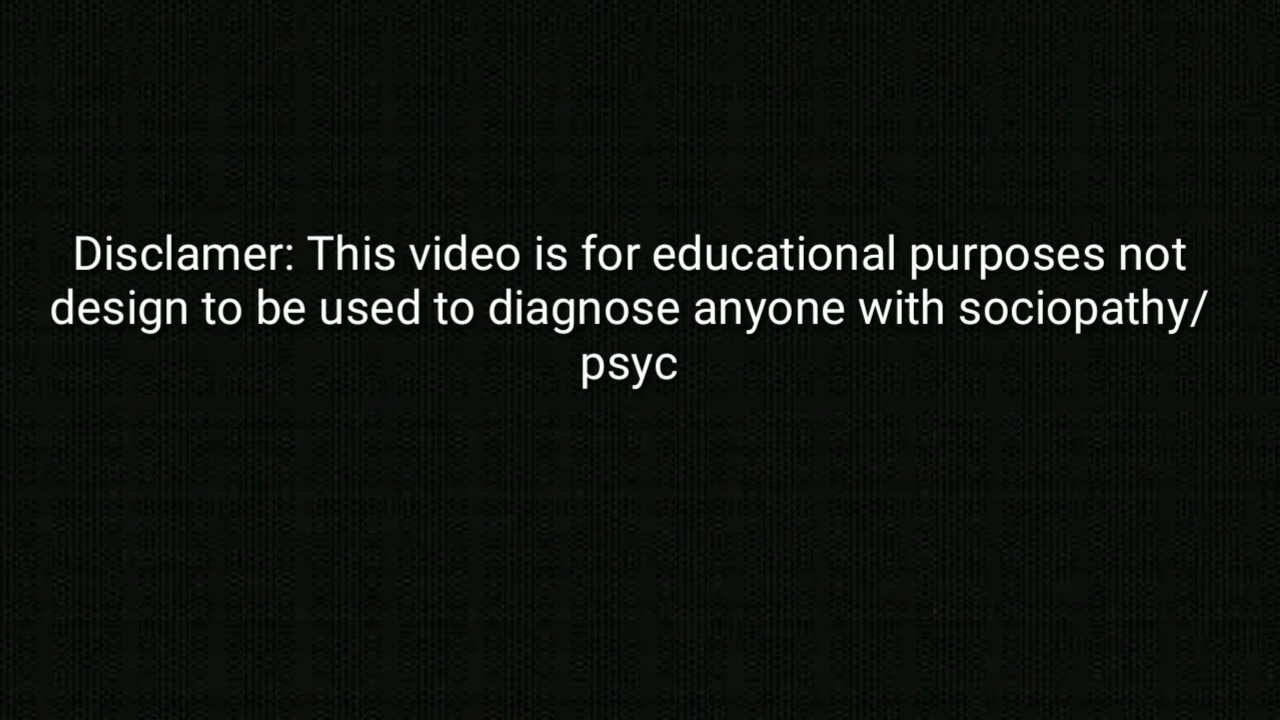 Disclamer: This video is for educational purposes not
design to be used to diagnose anyone with sociopathy/
psyc